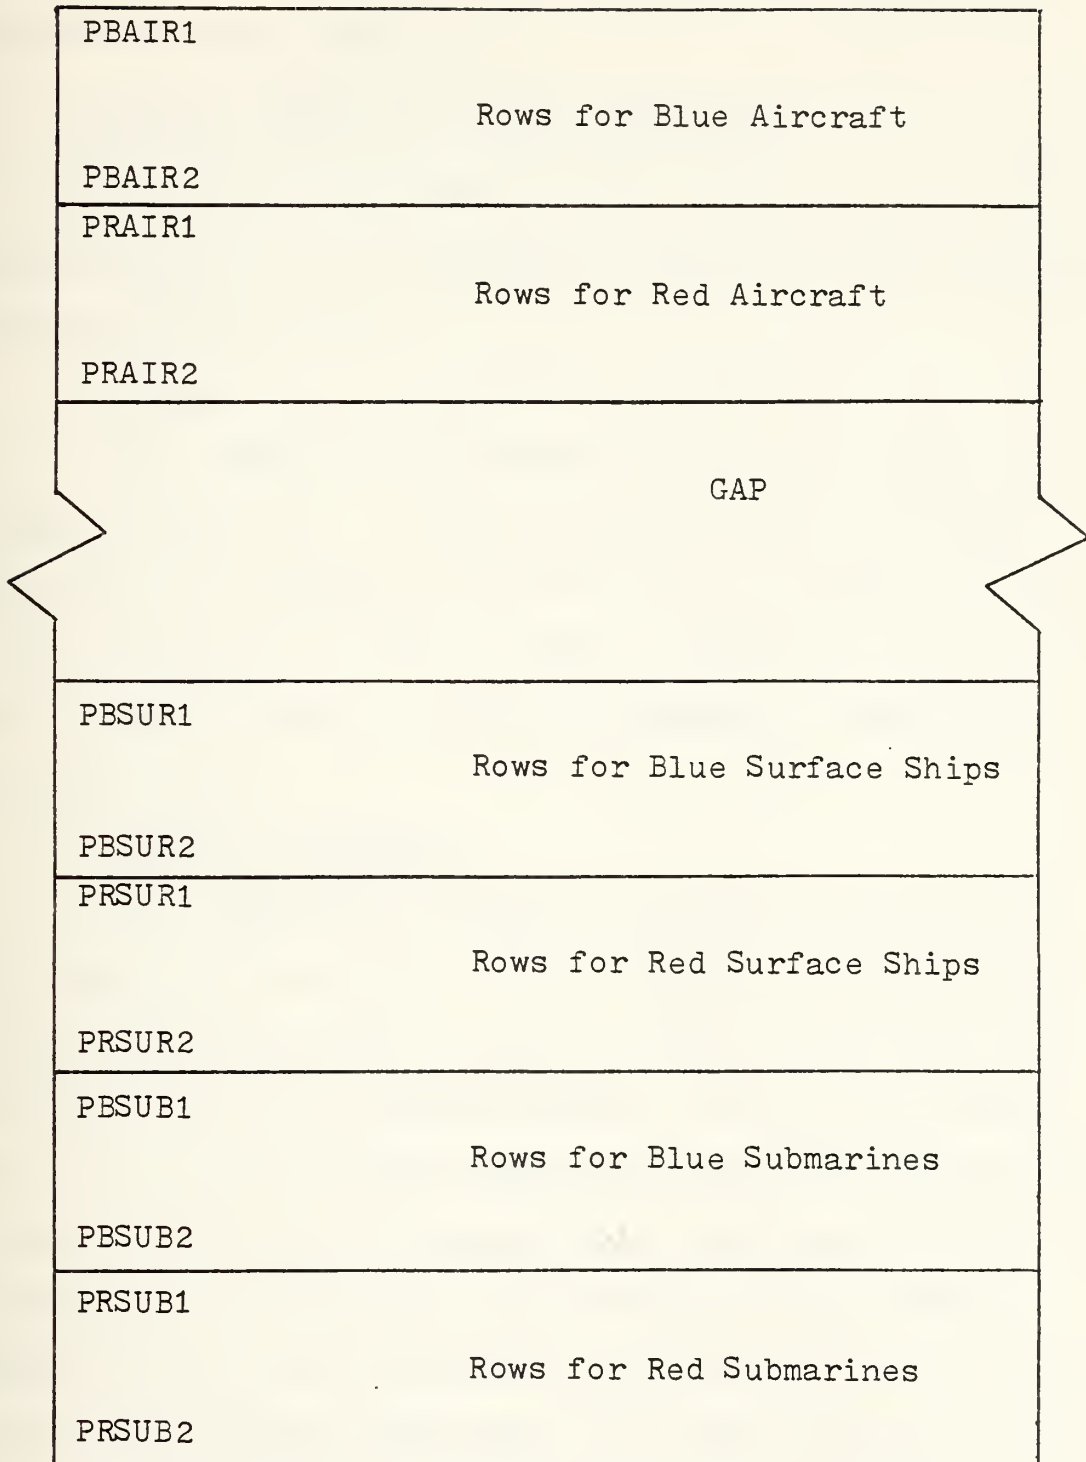 PBAIR1
Rows for Blue Aircraft
PBAIR2
PRAIR1
Rows for Red Aircraft
PRAIR2
GAP
PBSUR1
Rows for Blue Surface Ships
PBSUR2
PRSUR1
Rows for Red Surface Ships
PRSUR2
PBSUB1
Rows for Blue Submarines
PBSUB2
PRSUB1
Rows for Red Submarines
PRSUB2